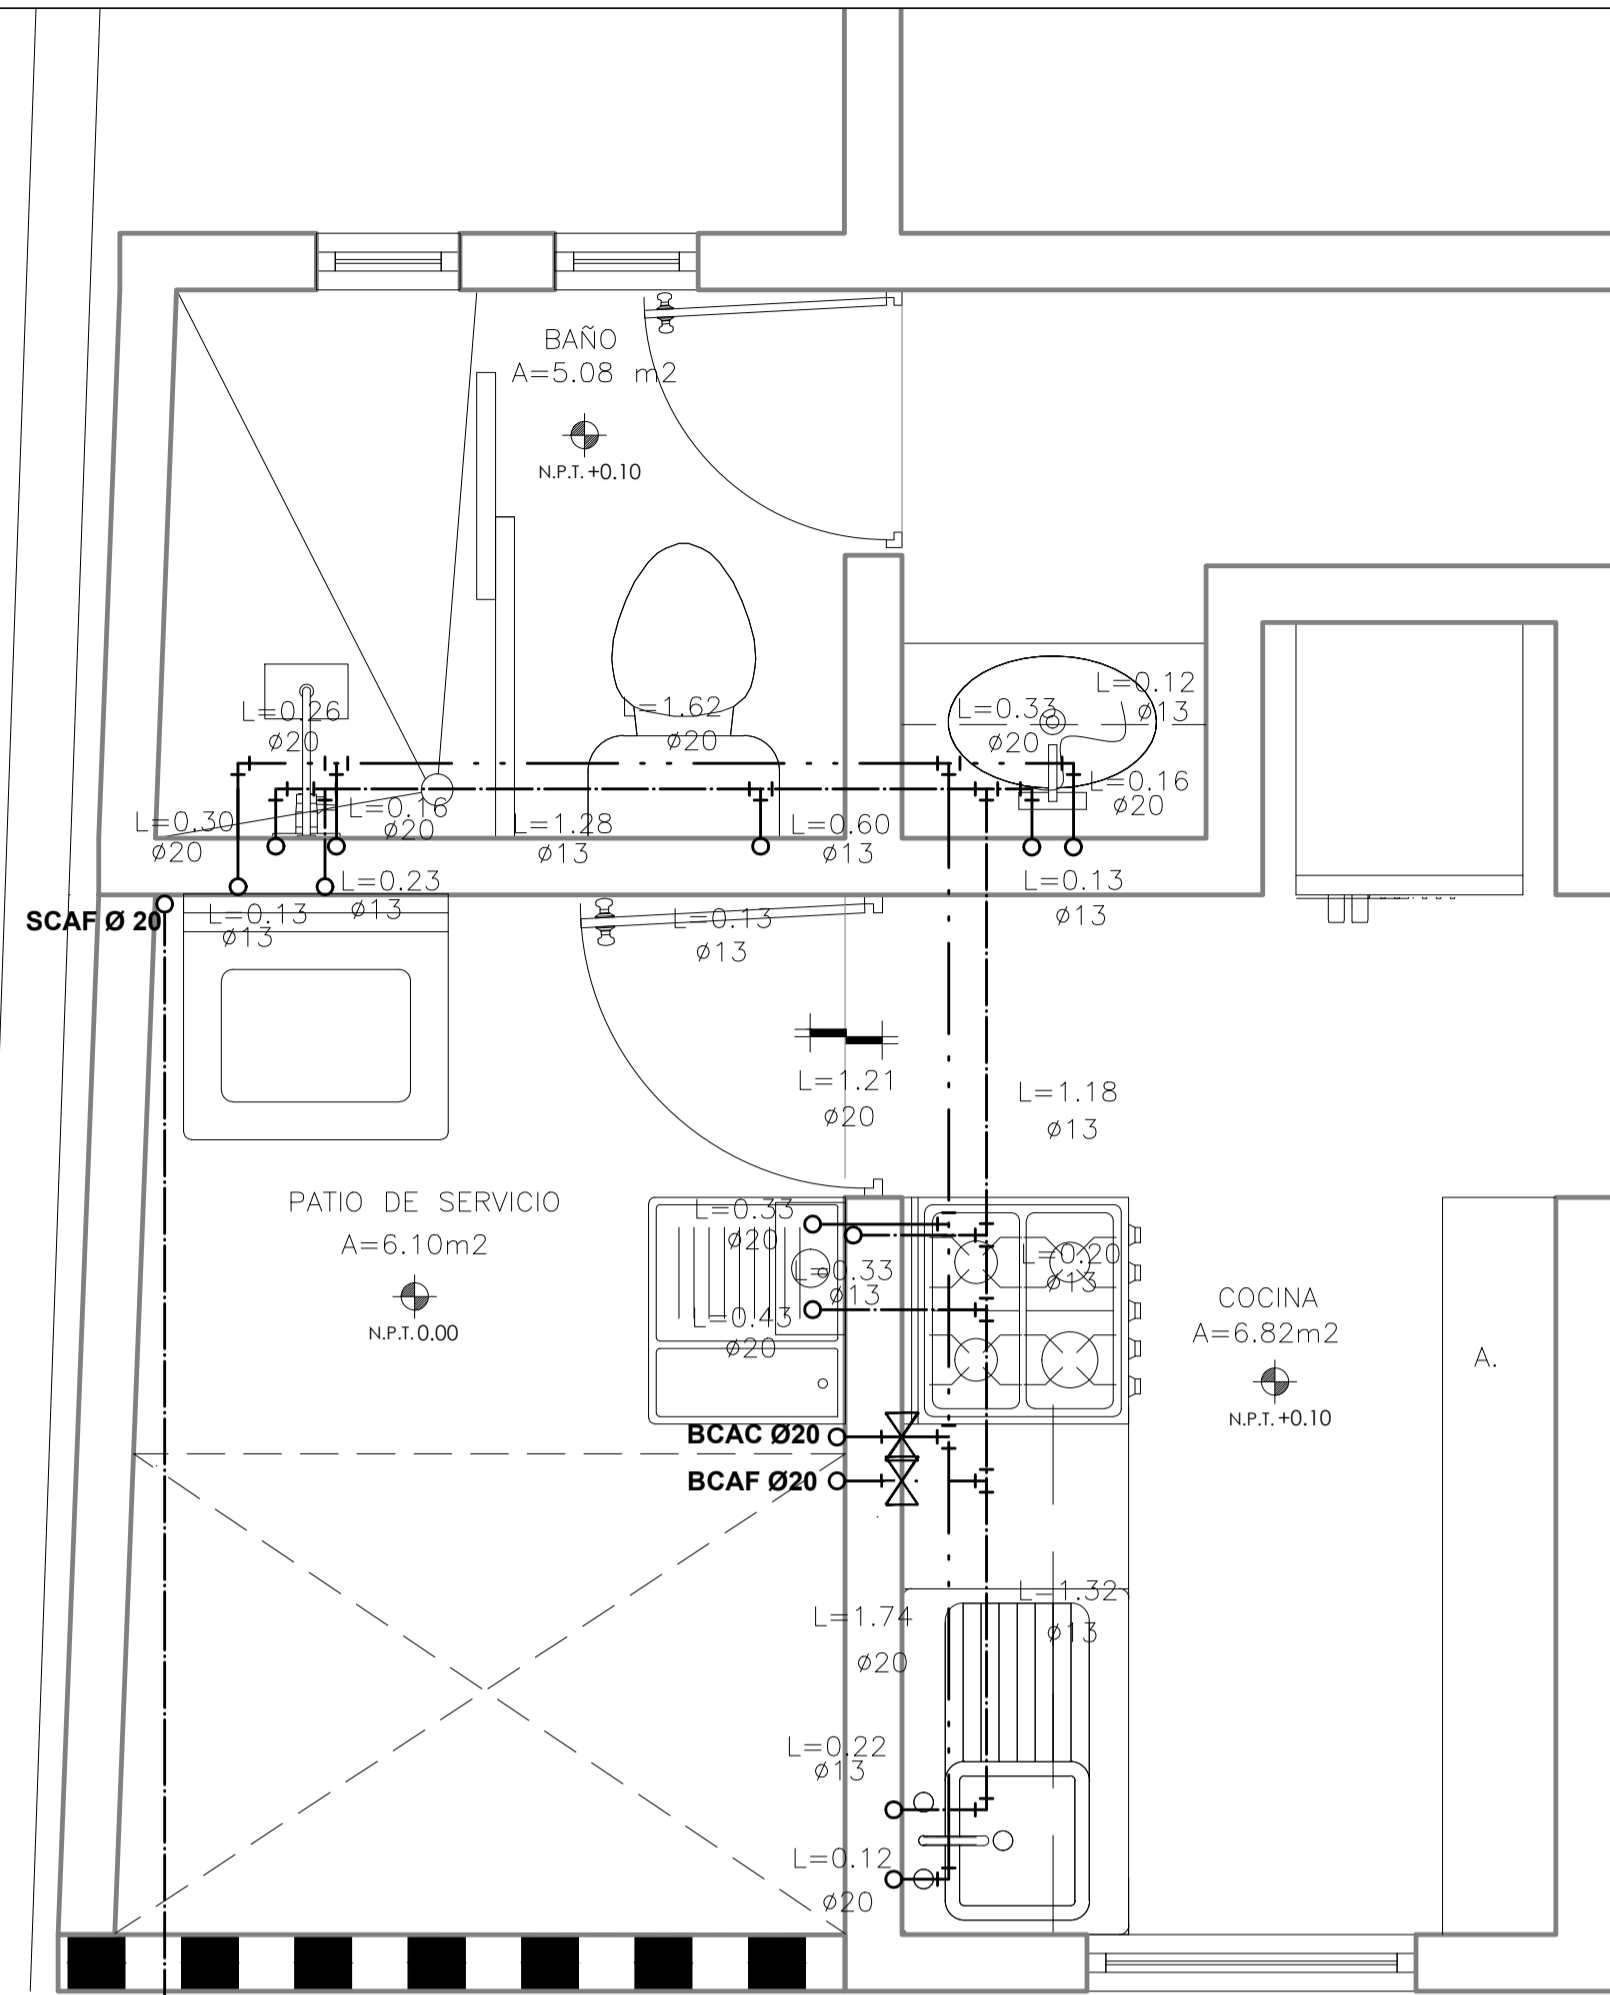 BAÑO
A=5.08 m2
N.P.T. +0.10
L=0.12
Ø13
L=0.26
Ø20
L=1.62
Ø20
L=0.33
Ø20
L=0.16
Ø20
L=0.30
Ø20
L=0.16
Ø20
L=1.28
Ø13
L=0.60
Ø13
L=0.23
Ø13
L=0.13
Ø13
SCAF Ø 20
L=0.13
Ø13
L=0.13
Ø13
L=1.21
Ø20
L=1.18
Ø13
PATIO DE SERVICIO
A=6.10m2
N.P.T. 0.00
L=0.33
Ø20
L=0.33
Ø13
L=0.20
Ø13
L=0.43
Ø20
COCINA
A=6.82m2
N.P.T. +0.10
A.
BCAC Ø20
BCAF Ø20
L=1.32
Ø13
L=1.74
Ø20
L=0.22
Ø13
L=0.12
Ø20